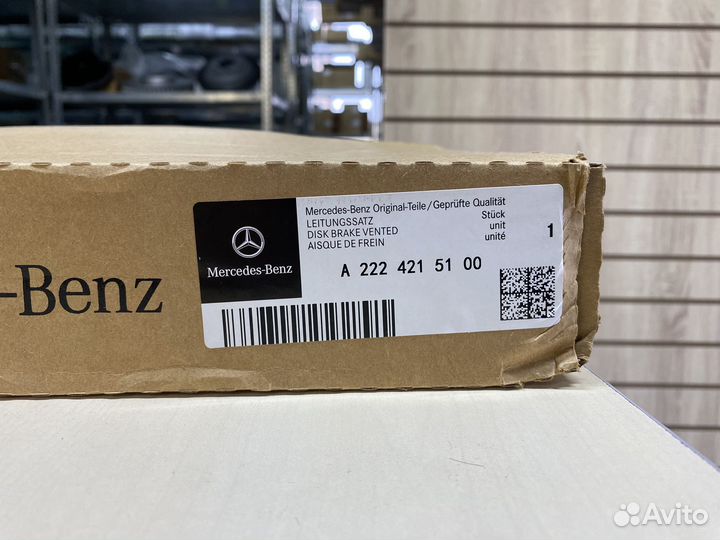 -Benz
Mercedes-Benz
Mercedes-Benz Original-Teile/Geprüfte Qualität
LEITUNGSSATZ
DISK BRAKE VENTED
AISQUE DE FREIN
Stück
unit
unité
1
A 222 421 51 00
Avito